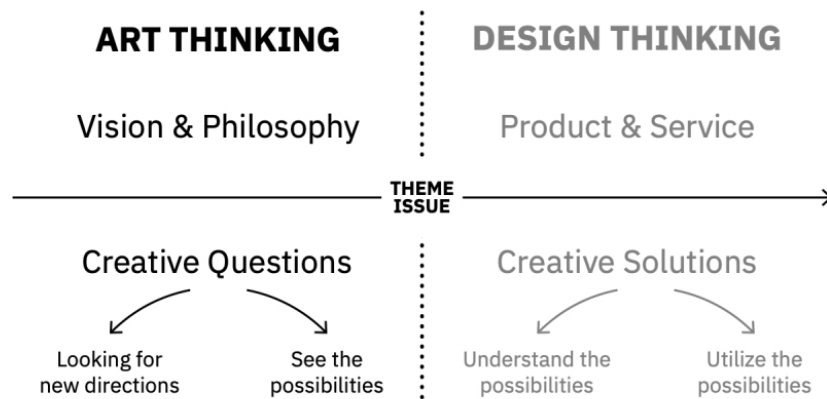 ART THINKING
DESIGN THINKING
Vision & Philosophy
Product & Service
THEME
ISSUE
Creative Questions
Creative Solutions
Looking for
new directions
See the
possibilities
Understand the
possibilities
Utilize the
possibilities